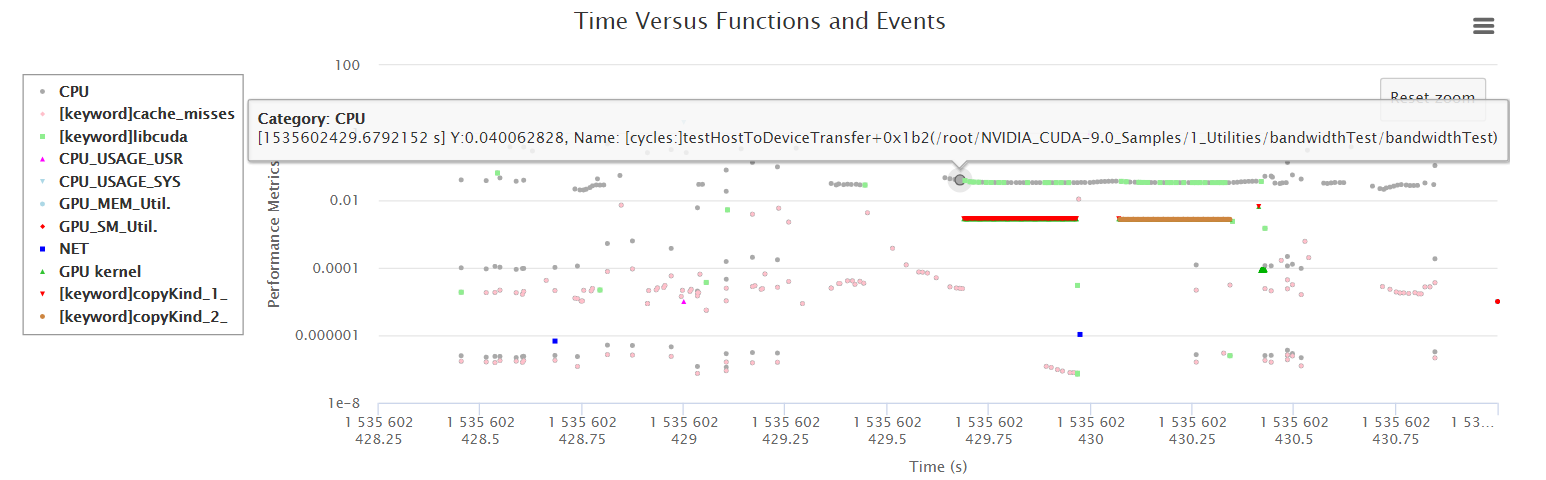 Time Versus Functions and Events
CPU
[keyword]cache_misses
[keyword]libcuda
CPU_USAGE_USR
CPU_USAGE_SYS
GPU_MEM_Util.
GPU_SM_Util.
NET
GPU kernel
[keyword]copyKind_1_
[keyword]copyKind_2_
Reset zoom
Category: CPU
[1535602429.6792152 s] Y:0.040062828, Name: [cycles:]testHostToDeviceTransfer+0x1b2(/root/NVIDIA_CUDA-9.0_Samples/1_Utilities/bandwidthTest/bandwidthTest)
Performance Metrics
100
0.01
0.0001
0.000001
1e-8
1 535 602
428.25
1 535 602
428.5
1 535 602
428.75
1 535 602
429
1 535 602
429.25
1 535 602
429.5
1 535 602
429.75
1 535 602
430
1 535 602
430.25
1 535 602
430.5
1 535 602
430.75
1 53...
Time (s)